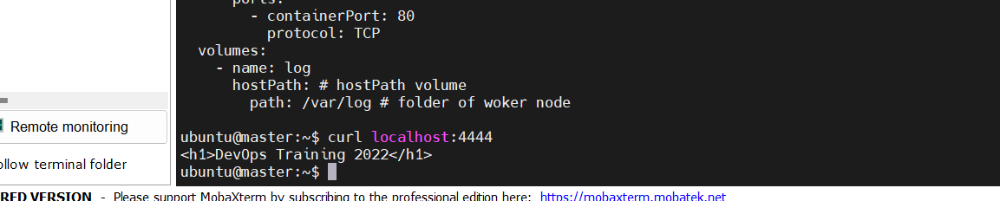 ports:
- containerPort: 80
protocol: TCP
volumes:
- name: log
hostPath: # hostPath volume
path: /var/log # folder of woker node
ubuntu@master:~$ curl localhost:4444
<h1>DevOps Training 2022</h1>
ubuntu@master:~$
Remote monitoring
ollow terminal folder
RED VERSION - Please support MobaXterm by subscribing to the professional edition here: https://mobaxterm.mobatek.net